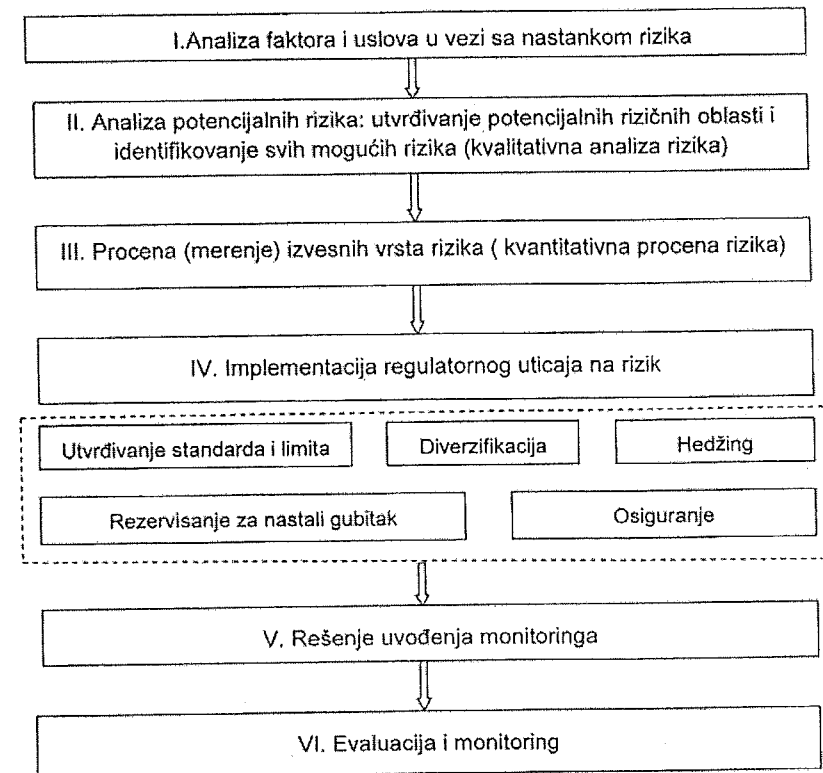 I.Analiza faktora i uslova u vezi sa nastankom rizika
II. Analiza potencijalnih rizika: utvrđivanje potencijalnih rizičnih oblasti i
identifikovanje svih mogućih rizika (kvalitativna analiza rizika)
III. Procena (merenje) izvesnih vrsta rizika ( kvantitativna procena rizika)
IV. Implementacija regulatornog uticaja na rizik
Utvrđivanje standarda i limita
Diverzifikacija
Hedžing
Rezervisanje za nastali gubitak
Osiguranje
V. Rešenje uvođenja monitoringa
VI. Evaluacija i monitoring